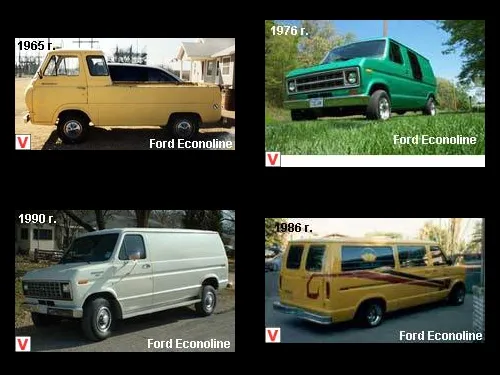 1965 г.
V
Ford Econoline
1976 г.
V
Ford Econoline
1990 г.
V
Ford Econoline
1986 г.
V
Ford Econoline